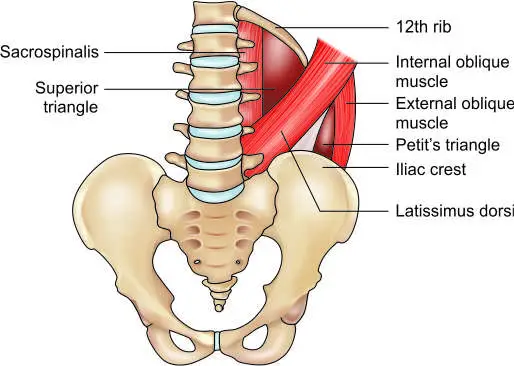 Sacrospinalis
Superior
triangle
12th rib
Internal oblique
muscle
External oblique
muscle
Petit's triangle
Iliac crest
Latissimus dorsi